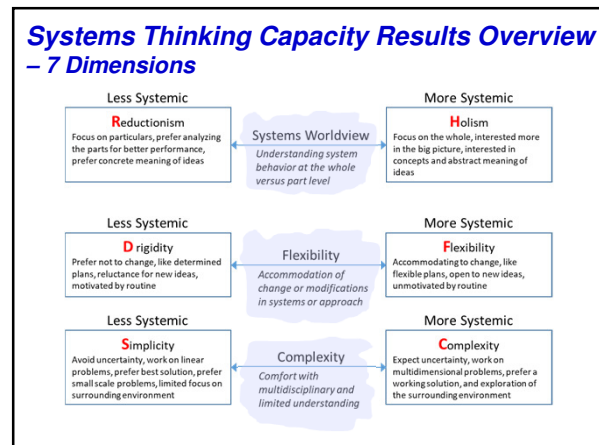 Systems Thinking Capacity Results Overview
– 7 Dimensions
Less Systemic
Reductionism
Focus on particulars, prefer analyzing
the parts for better performance,
prefer concrete meaning of ideas
Systems Worldview
Understanding system
behavior at the whole
versus part level
More Systemic
Holism
Focus on the whole, interested more
in the big picture, interested in
concepts and abstract meaning of
ideas
Less Systemic
D rigidity
Prefer not to change, like determined
plans, reluctance for new ideas,
motivated by routine
Flexibility
Accommodation of
change or modifications
in systems or approach
More Systemic
Flexibility
Accommodating to change, like
flexible plans, open to new ideas,
unmotivated by routine
Less Systemic
Simplicity
Avoid uncertainty, work on linear
problems, prefer best solution, prefer
small scale problems, limited focus on
surrounding environment
Complexity
Comfort with
multidisciplinary and
limited understanding
More Systemic
Complexity
Expect uncertainty, work on
multidimensional problems, prefer a
working solution, and exploration of
the surrounding environment